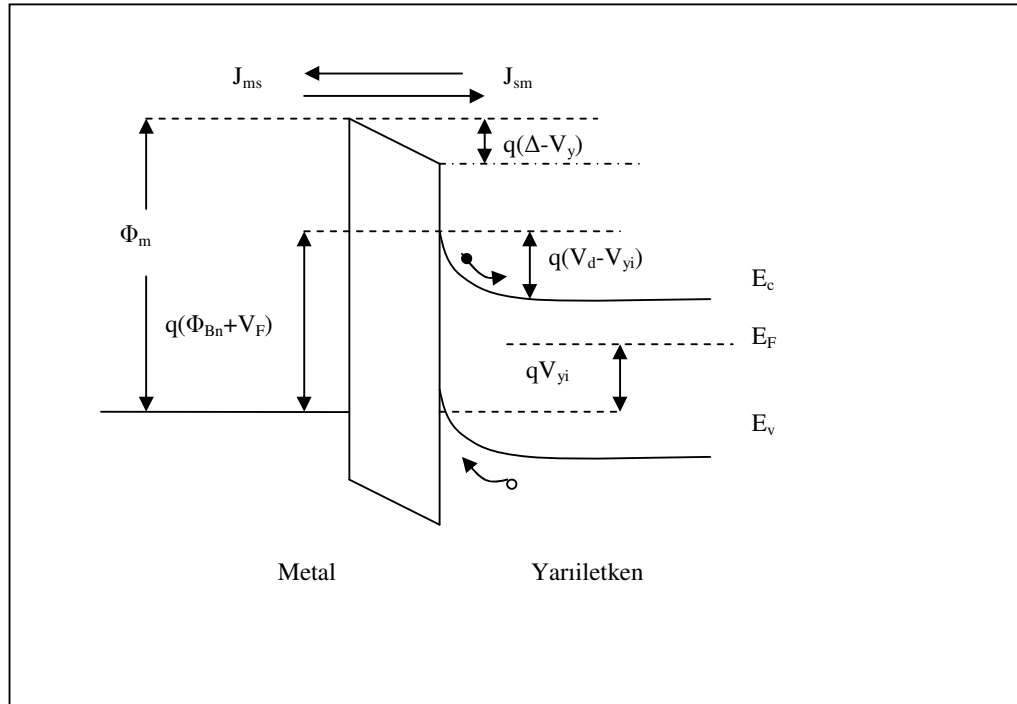 J_ms
J_sm
q(Δ-V_y)
Φ_m
q(V_d-V_yi)
E_c
q(Φ_Bn+V_F)
E_F
qV_yi
E_v
Metal
Yarıiletken